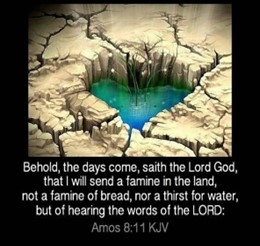 Behold, the days come, saith the Lord God,
that I will send a famine in the land,
not a famine of bread, nor a thirst for water,
but of hearing the words of the LORD:
Amos 8:11 KJV